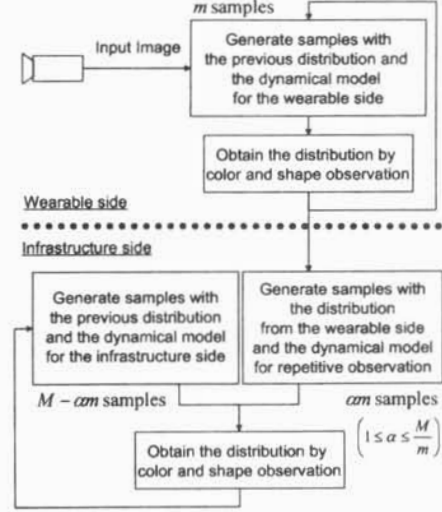 m samples
Input Image
Generate samples with
the previous distribution and
the dynamical model
for the wearable side
Obtain the distribution by
color and shape observation
Wearable side
Infrastructure side
Generate samples with
the previous distribution
and the dynamical model
for the infrastructure side
Generate samples with
the distribution
from the wearable side
and the dynamical model
for repetitive observation
M − αm samples
αm samples
(1 ≤ α ≤ M/m)
Obtain the distribution by
color and shape observation